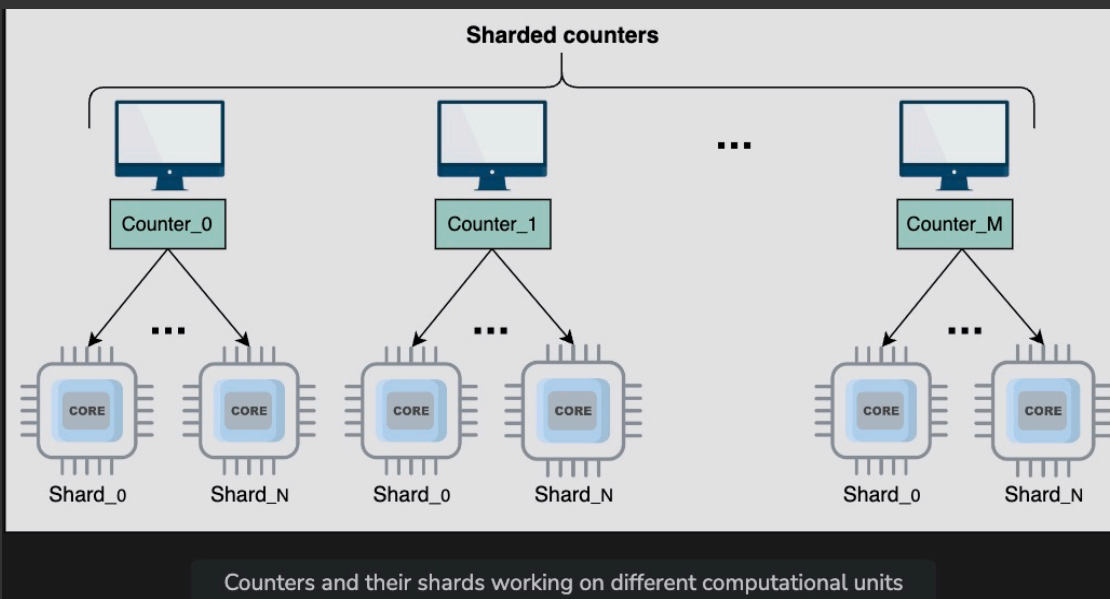 Sharded counters
...
Counter_0
Counter_1
Counter_M
... ... ...
CORE CORE CORE CORE CORE CORE
Shard_0 Shard_N Shard_0 Shard_N Shard_0 Shard_N
Counters and their shards working on different computational units